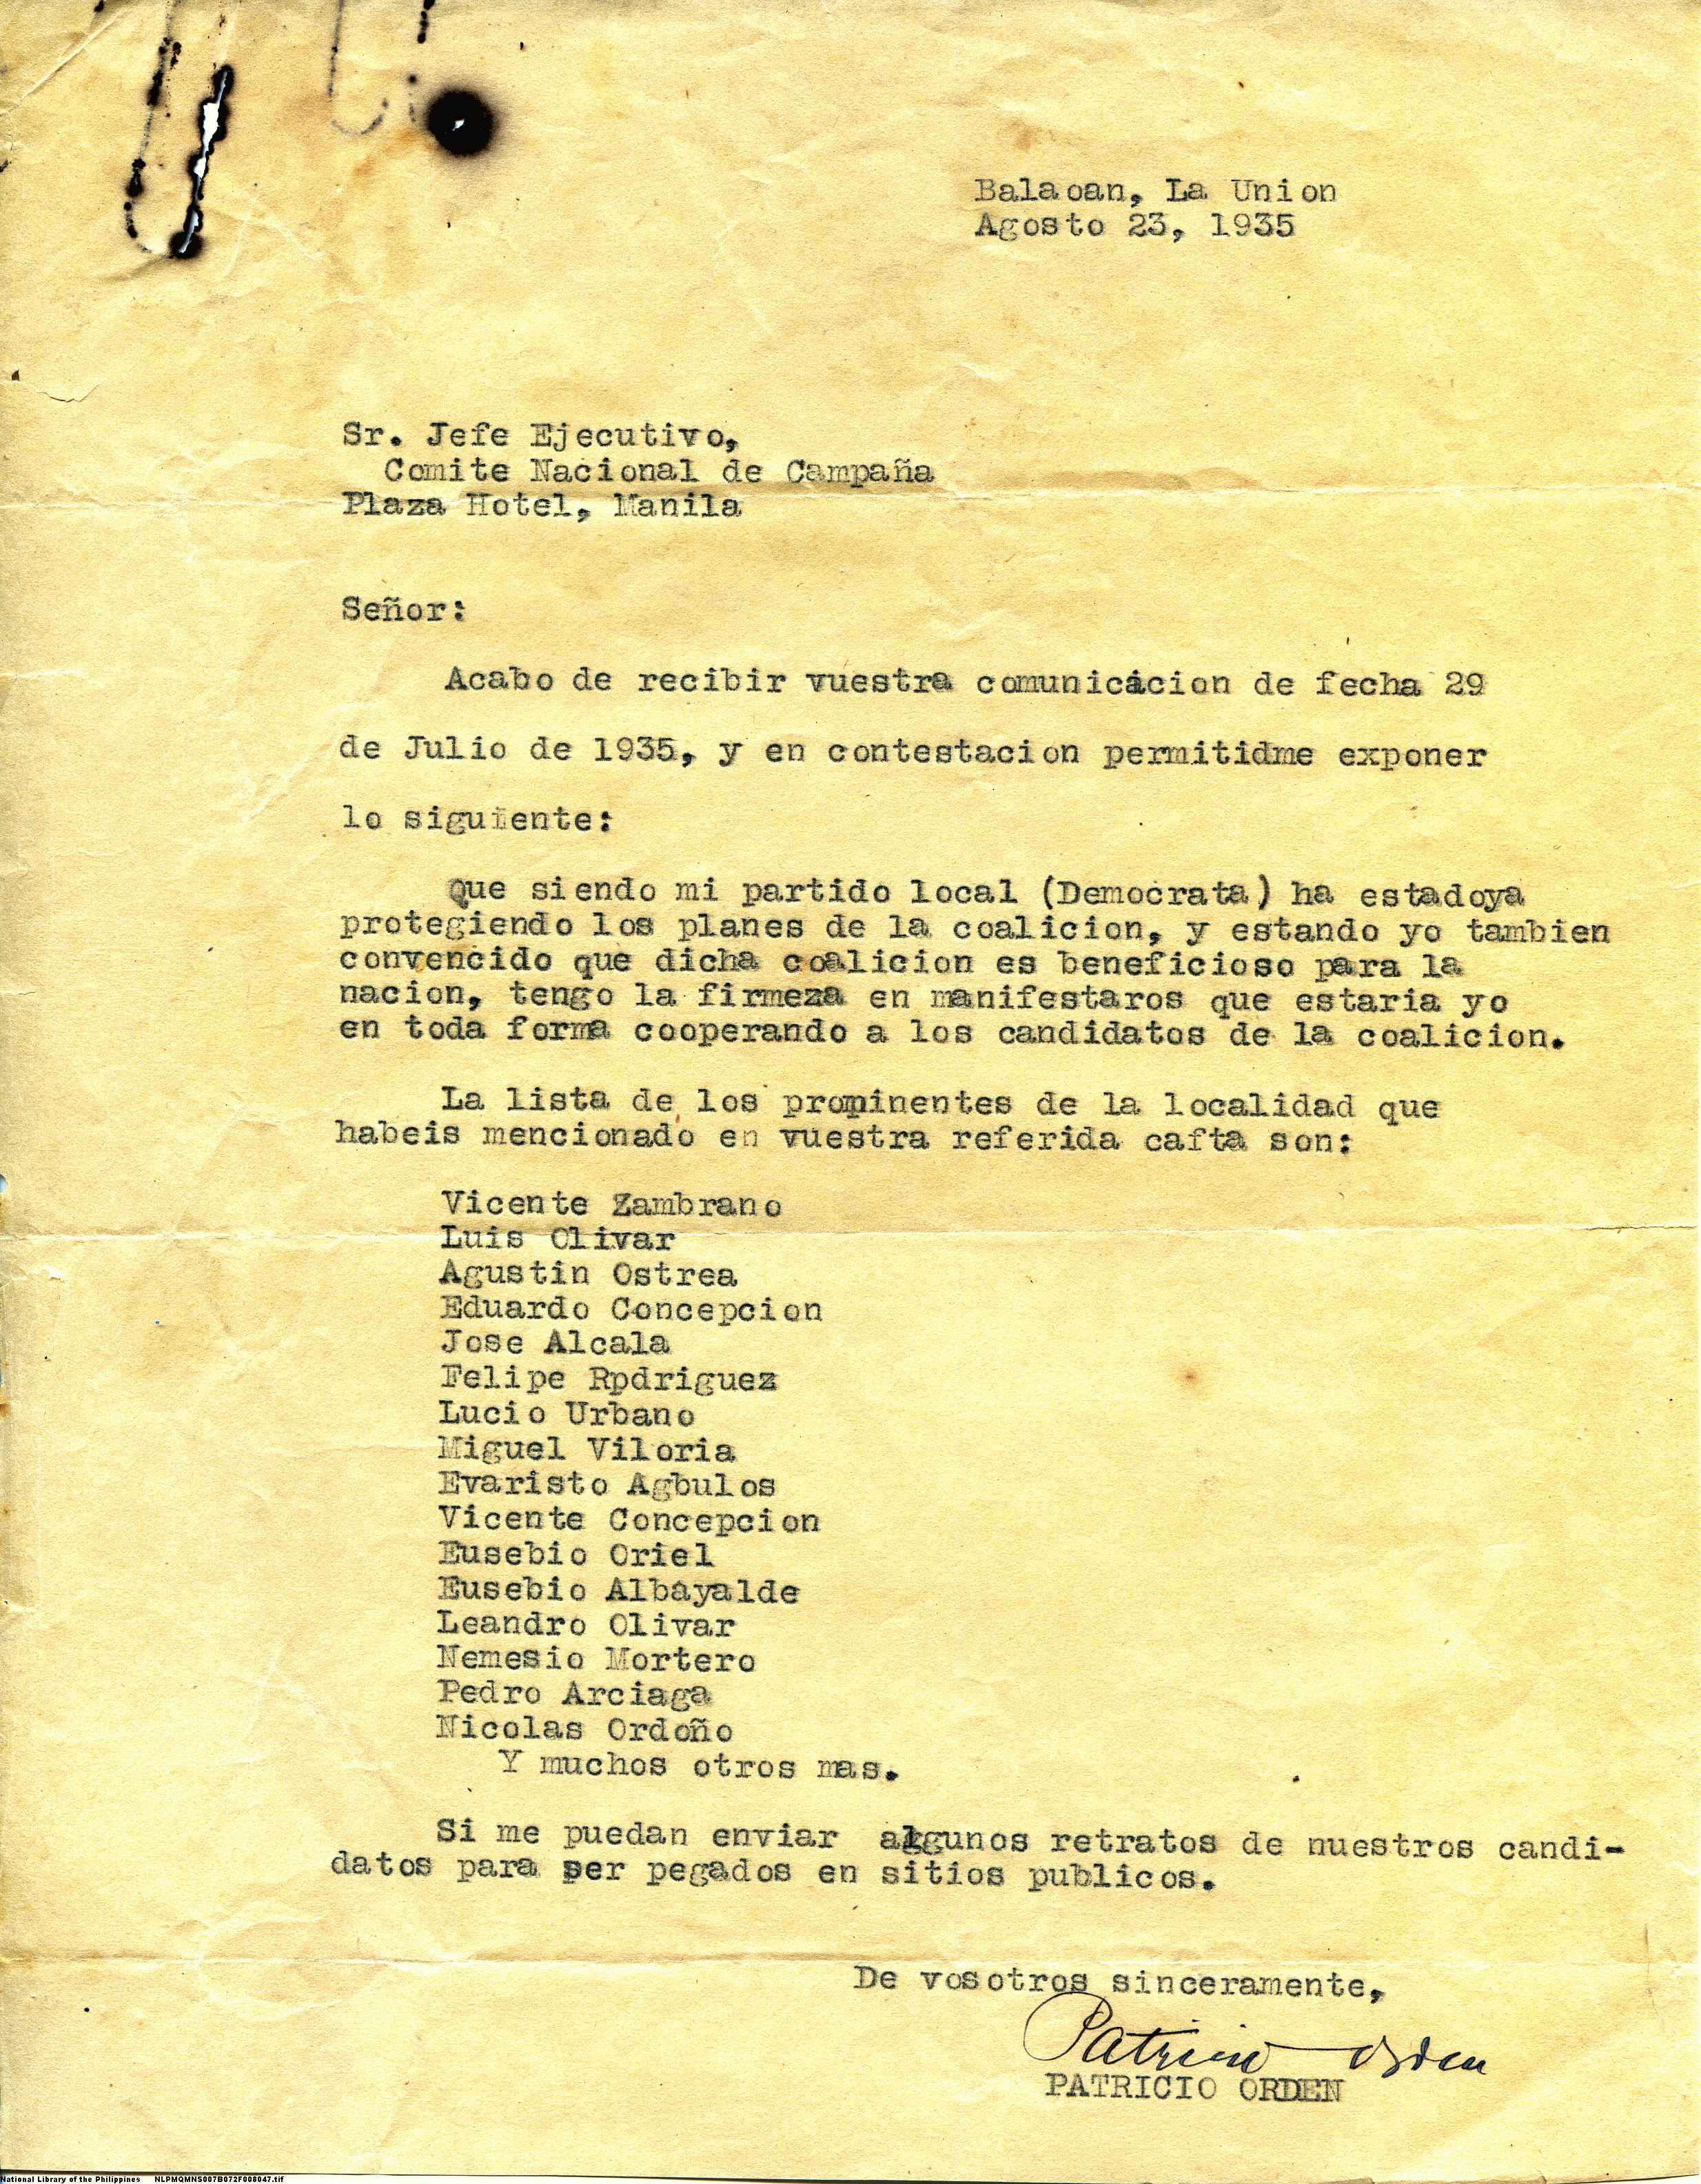 Balaoan, La Union
Agosto 23, 1935
Sr. Jefe Ejecutivo,
Comite Nacional de Campaña
Plaza Hotel, Manila
Señor:
Acabo de recibir vuestra comunicacion de fecha 29
de Julio de 1935, y en contestacion permitidme exponer
lo siguiente:
Que siendo mi partido local (Democrata) ha estadoya
protegiendo los planes de la coalicion, y estando yo tambien
convencido que dicha coalicion es beneficioso para la
nacion, tengo la firmeza en manifestaros que estaria yo
en toda forma cooperando a los candidatos de la coalicion.
La lista de los prominentes de la localidad que
habeis mencionado en vuestra referida cafta son:
Vicente Zambrano
Luis Olivar
Agustin Ostrea
Eduardo Concepcion
Jose Alcala
Felipe Rpdriguez
Lucio Urbano
Miguel Viloria
Evaristo Agbulos
Vicente Concepcion
Eusebio Oriel
Eusebio Albayalde
Leandro Olivar
Nemesio Mortero
Pedro Arciaga
Nicolas Ordoño
Y muchos otros mas.
Si me puedan enviar algunos retratos de nuestros candi-
datos para ser pegados en sitios publicos.
De vosotros sinceramente,
Patricio Orden
PATRICIO ORDEN
National Library of the Philippines NLPMQMNS007B072F008047.tif